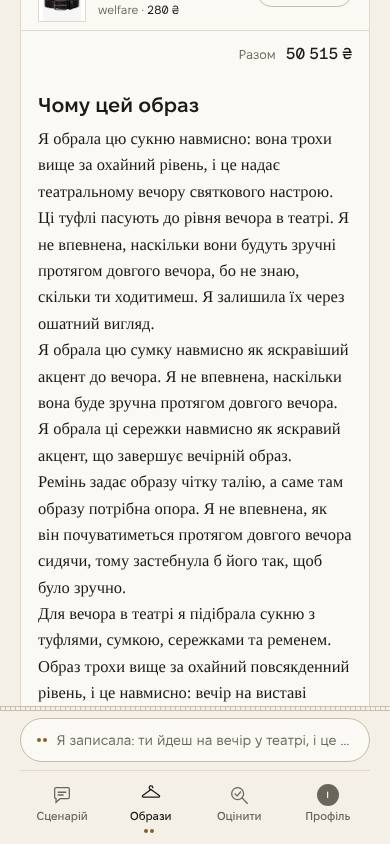 welfare · 280 ₴
Разом 50 515 ₴
Чому цей образ
Я обрала цю сукню навмисно: вона трохи
вище за охайний рівень, і це надає
театральному вечору святкового настрою.
Ці туфлі пасують до рівня вечора в театрі. Я
не впевнена, наскільки вони будуть зручні
протягом довгого вечора, бо не знаю,
скільки ти ходитимеш. Я залишила їх через
ошатний вигляд.
Я обрала цю сумку навмисно як яскравіший
акцент до вечора. Я не впевнена, наскільки
вона буде зручна протягом довгого вечора.
Я обрала ці сережки навмисно як яскравий
акцент, що завершує вечірній образ.
Ремінь задає образу чітку талію, а саме там
образу потрібна опора. Я не впевнена, як
він почуватиметься протягом довгого вечора
сидячи, тому застебнула б його так, щоб
було зручно.
Для вечора в театрі я підібрала сукню з
туфлями, сумкою, сережками та ременем.
Образ трохи вище за охайний повсякденний
рівень, і це навмисно: вечір на виставі
Я записала: ти йдеш на вечір у театрі, і це ...
Сценарій Образи Оцінити Профіль